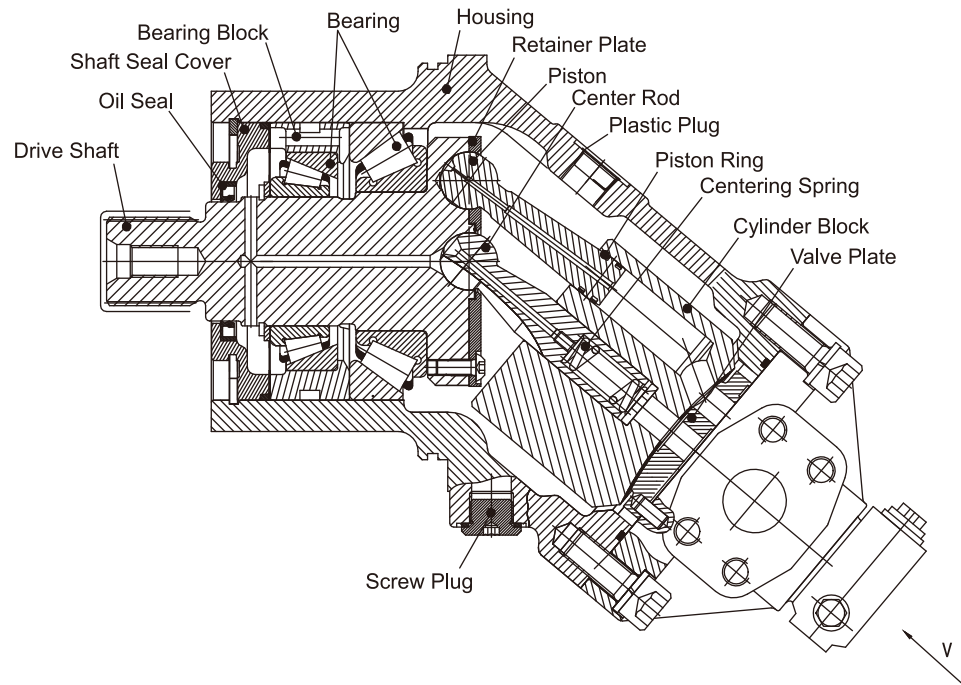 Housing
Bearing
Bearing Block
Retainer Plate
Shaft Seal Cover
Piston
Oil Seal
Center Rod
Plastic Plug
Drive Shaft
Piston Ring
Centering Spring
Cylinder Block
Valve Plate
Screw Plug
V